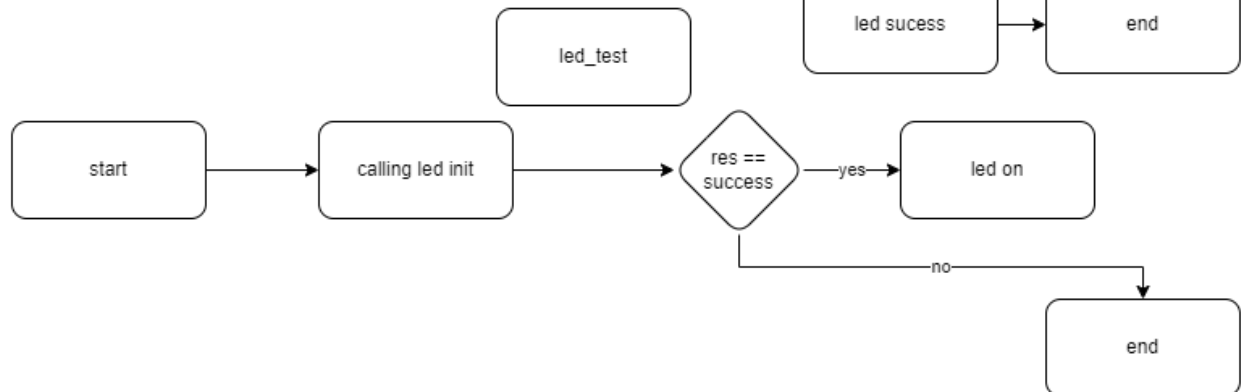 led sucess
end
led_test
start
calling led init
res ==
success
yes
led on
no
end